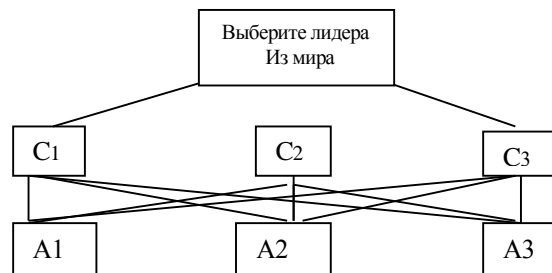 Выберите лидера
Из мира
C1 C2 C3
A1 A2 A3